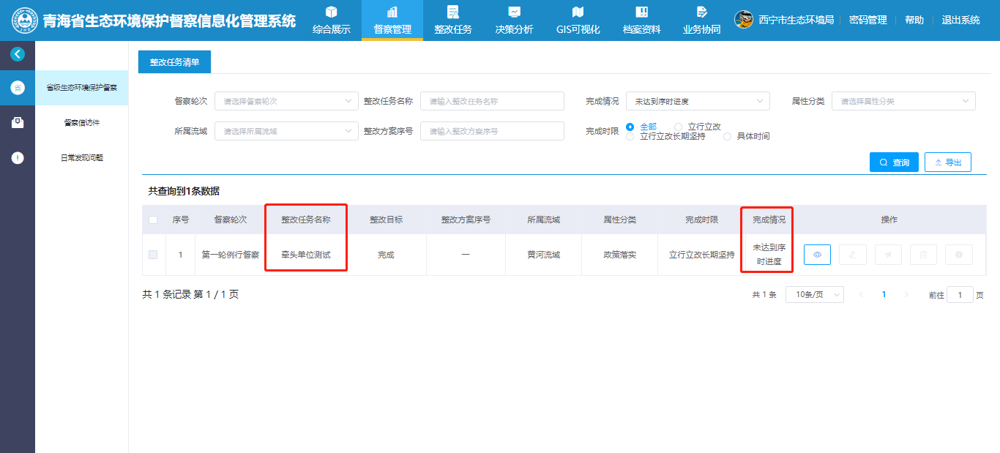 青海省生态环境保护督察信息化管理系统
综合展示 督察管理 整改任务 决策分析 GIS可视化 档案资料 业务协同
西宁市生态环境局 密码管理 帮助 退出系统
省 省级生态环境保护督察
督察信访件
日常发现问题
整改任务清单
督察轮次 请选择督察轮次 整改任务名称 请输入整改任务名称 完成情况 未达到序时进度 属性分类 请选择属性分类
所属流域 请选择所属流域 整改方案序号 请输入整改方案序号 完成时限 全部 立行立改
立行立改长期坚持 具体时间
查询 导出
共查询到1条数据
序号 督察轮次 整改任务名称 整改目标 整改方案序号 所属流域 属性分类 完成时限 完成情况 操作
1 第一轮例行督察 牵头单位测试 完成 — 黄河流域 政策落实 立行立改长期坚持 未达到序
时进度
共 1 条记录 第 1 / 1 页
共 1 条 10条/页 1 前往 1 页